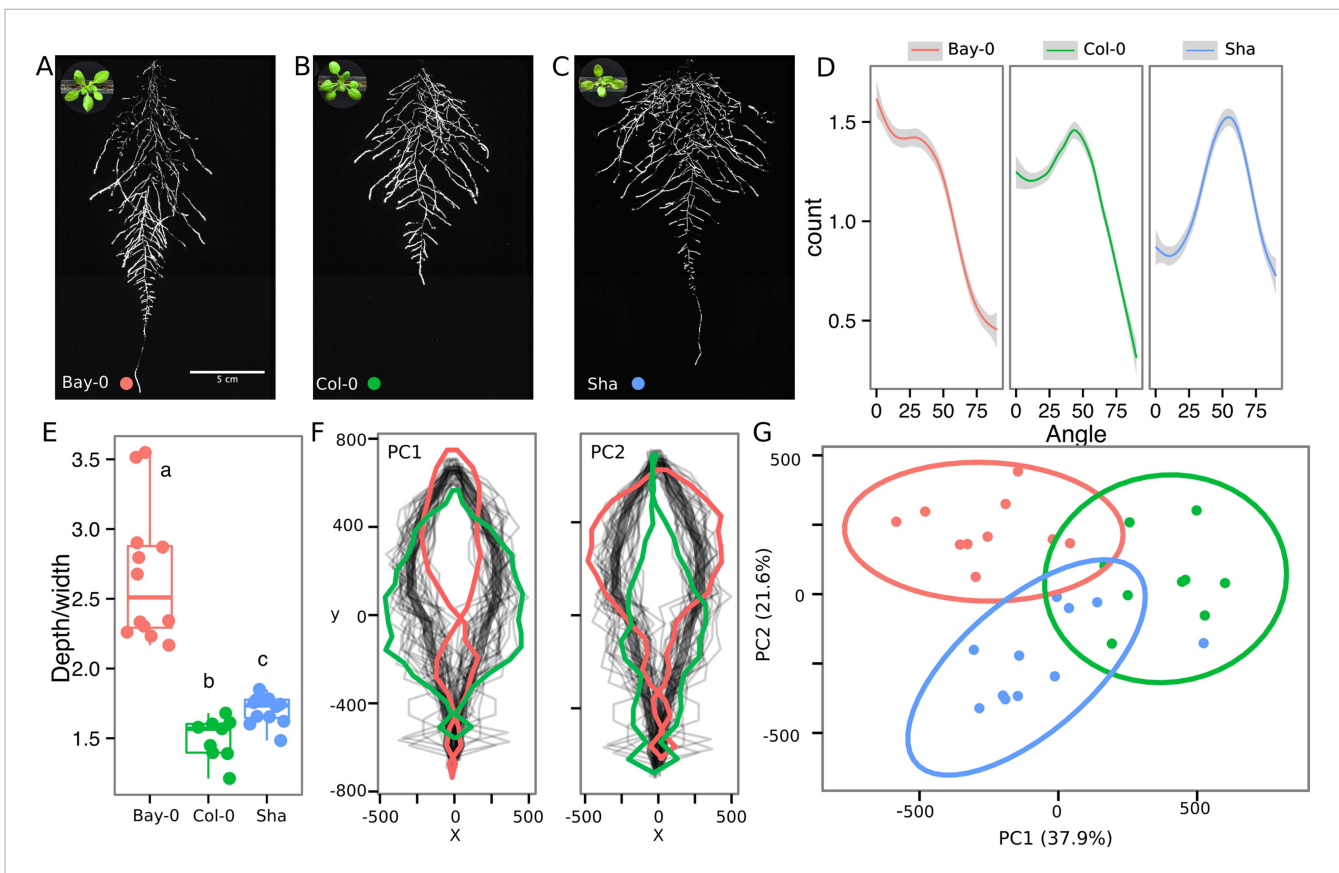 A
B
C
Bay-0
Col-0
Sha
D
5 cm
Bay-0
Col-0
Sha
count
1.5
1.0
0.5
0 25 50 75 0 25 50 75 0 25 50 75
Angle
E
Depth/width
3.5
3.0
2.5
2.0
1.5
a
b
c
Bay-0 Col-0 Sha
F
PC1
PC2
y
800
400
0
-400
-800
-500 0 500
X
-500 0 500
X
G
PC2 (21.6%)
500
0
-500
-500 0 500
PC1 (37.9%)